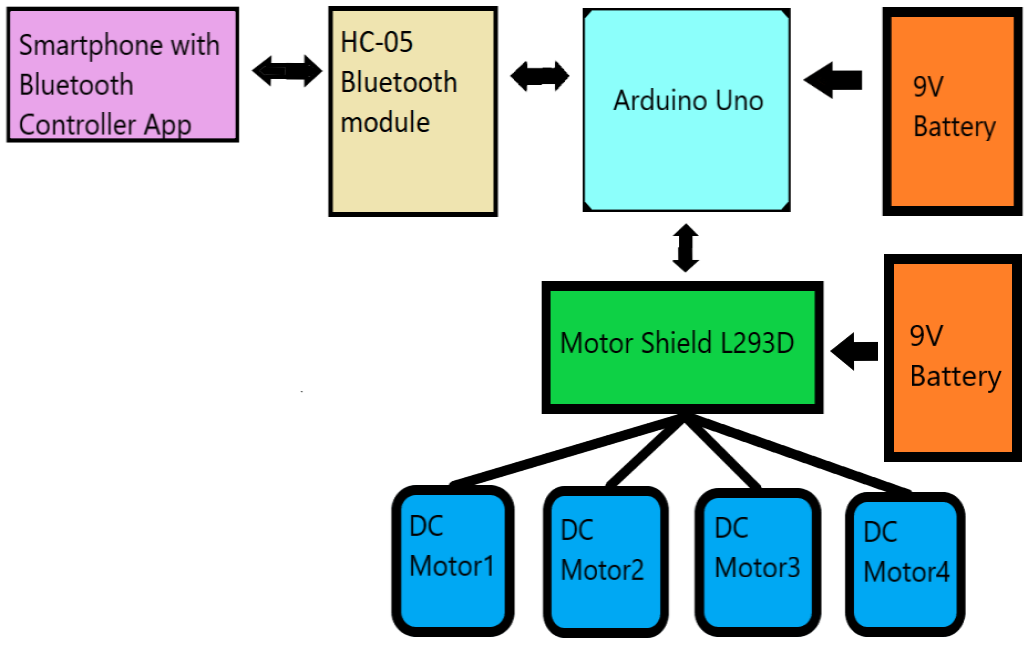 Smartphone with
Bluetooth
Controller App
HC-05
Bluetooth
module
Arduino Uno
9V
Battery
Motor Shield L293D
9V
Battery
DC
Motor1
DC
Motor2
DC
Motor3
DC
Motor4